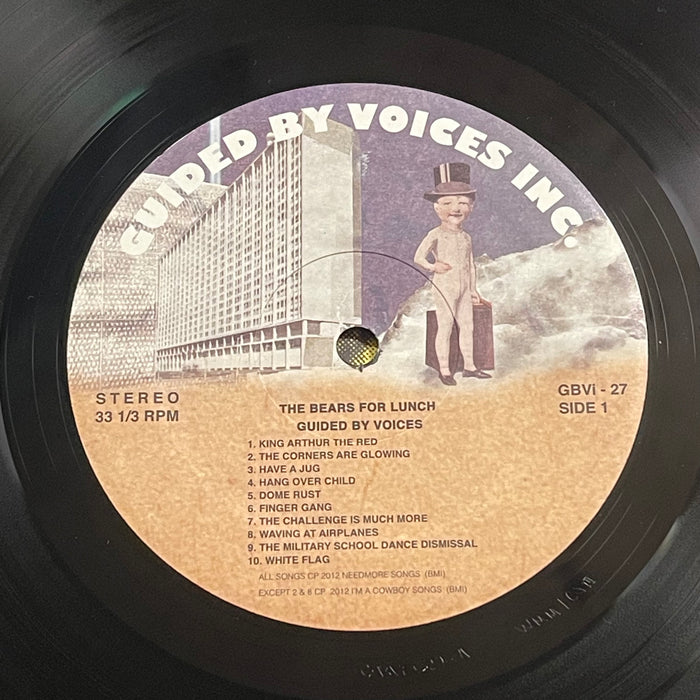 GUIDED BY VOICES INC.
STEREO
33 1/3 RPM
GBVi - 27
SIDE 1
THE BEARS FOR LUNCH
GUIDED BY VOICES
1. KING ARTHUR THE RED
2. THE CORNERS ARE GLOWING
3. HAVE A JUG
4. HANG OVER CHILD
5. DOME RUST
6. FINGER GANG
7. THE CHALLENGE IS MUCH MORE
8. WAVING AT AIRPLANES
9. THE MILITARY SCHOOL DANCE DISMISSAL
10. WHITE FLAG
ALL SONGS CP 2012 NEEDMORE SONGS (BMI)
EXCEPT 2 & 8 CP 2012 I'M A COWBOY SONGS (BMI)